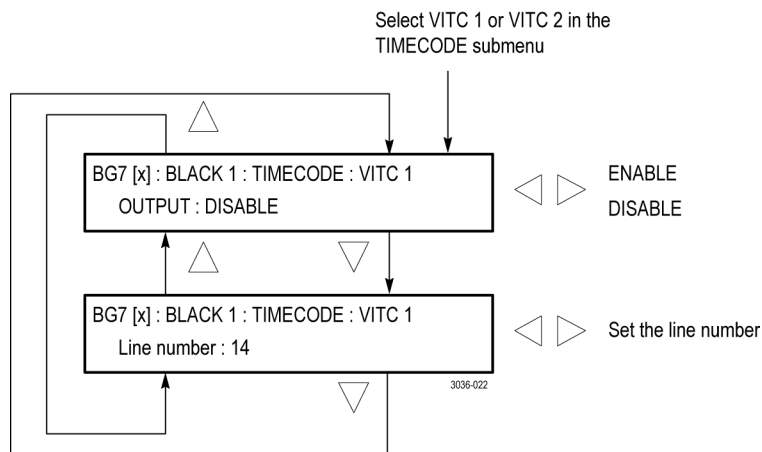 Select VITC 1 or VITC 2 in the
TIMECODE submenu
BG7 [x] : BLACK 1 : TIMECODE : VITC 1
OUTPUT : DISABLE
ENABLE
DISABLE
BG7 [x] : BLACK 1 : TIMECODE : VITC 1
Line number : 14
Set the line number
3036-022